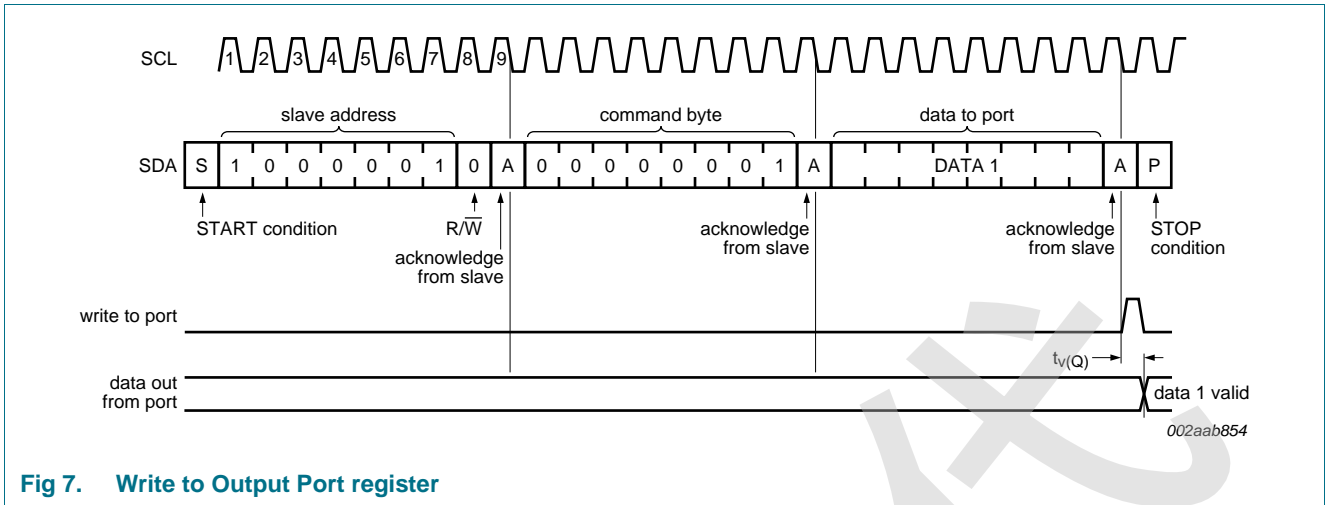 SCL 1 2 3 4 5 6 7 8 9
slave address command byte data to port
SDA S 1 0 0 0 0 0 1 0 A 0 0 0 0 0 0 0 1 A DATA 1 A P
START condition R/W̅ acknowledge from slave acknowledge from slave acknowledge from slave STOP condition
write to port
tv(Q)
data out from port
data 1 valid
002aab854
代
Fig 7. Write to Output Port register